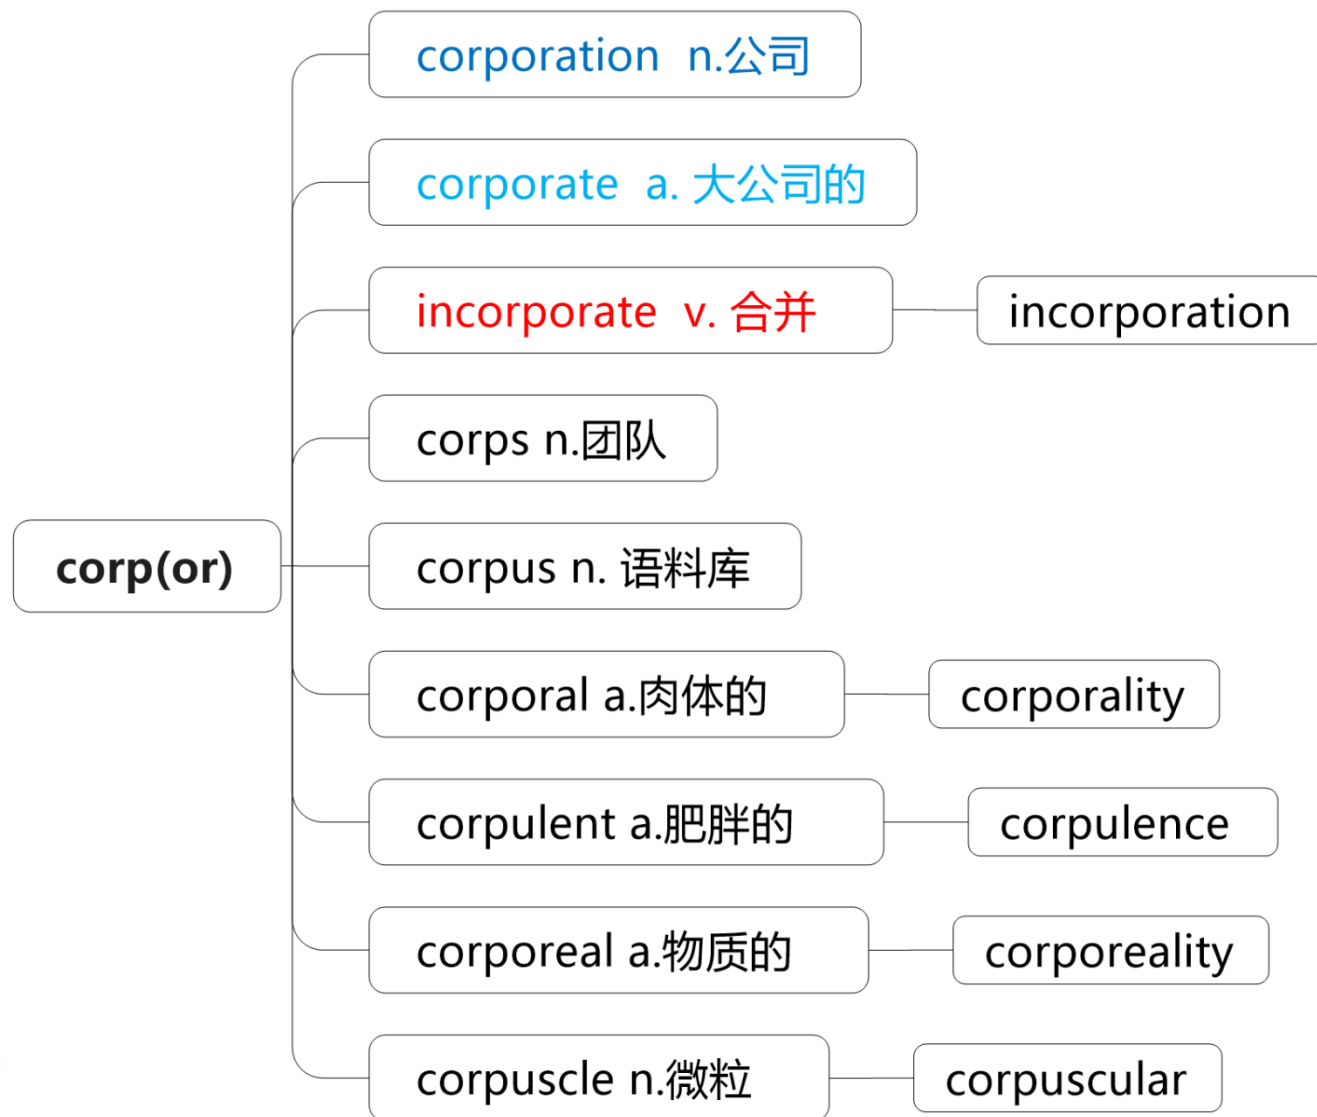 corporation  n.公司
corporate  a. 大公司的
incorporate  v. 合并
incorporation
corps n.团队
corp(or)
corpus n. 语料库
corporal a.肉体的
corporality
corpulent a.肥胖的
corpulence
corporeal a.物质的
corporeality
corpuscle n.微粒
corpuscular